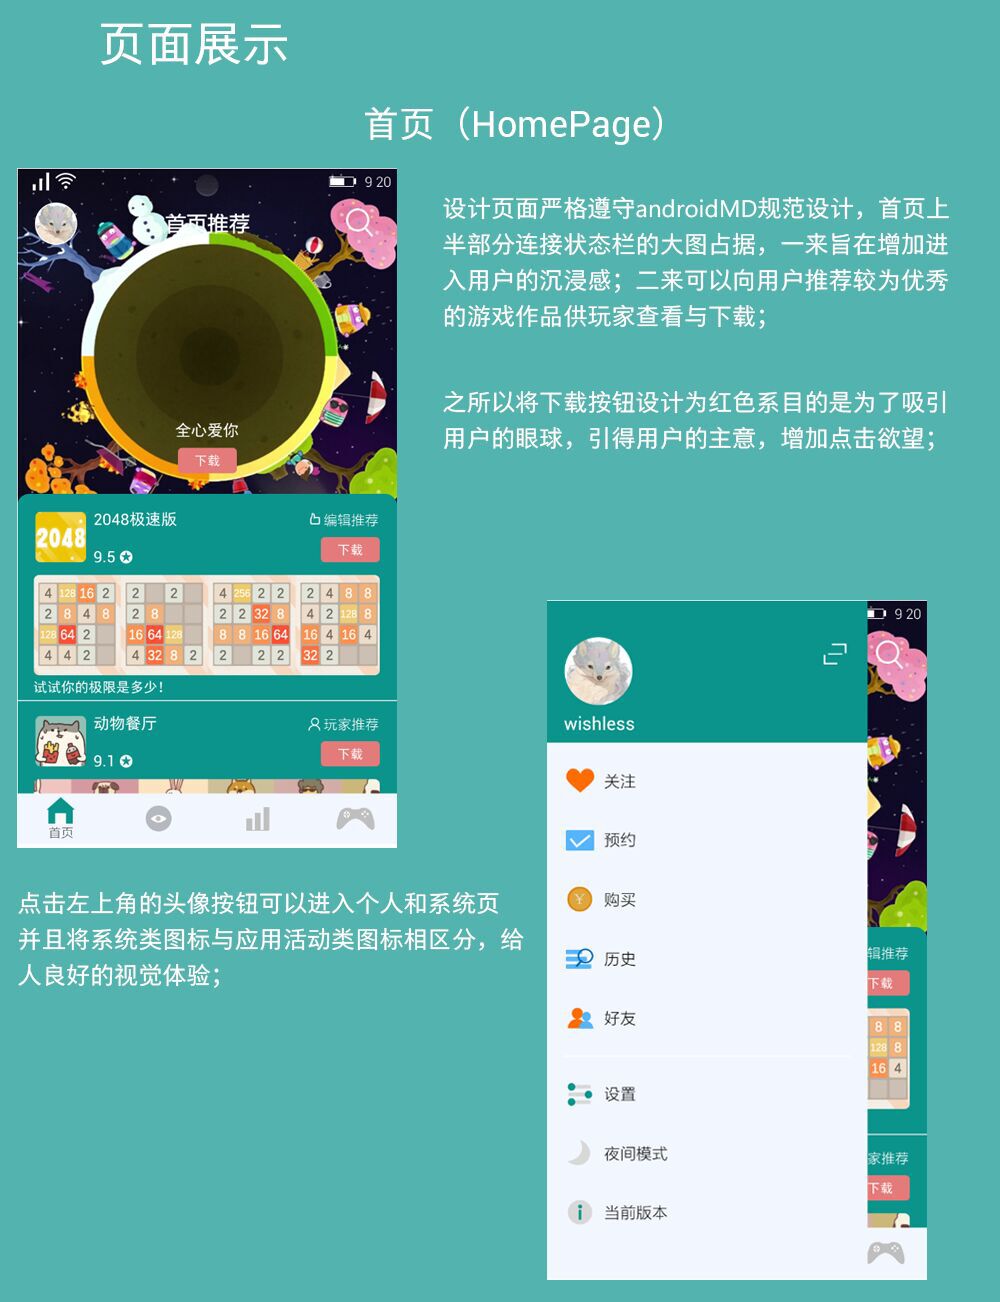 页面展示
首页（HomePage）
9 20
首页推荐
全心爱你
下载
2048
2048极速版
9.5
编辑推荐
下载
4 128 16 2
2 8 4 8
128 64 2
4 4 2
2 2
2 8
16 64 128
4 32 8 2
4 256 2 2
2 2 32 8
8 8 16 64
2 2 2
2 4 8 8
4 2 128 8
16 4 16 4
32 2
试试你的极限是多少！
动物餐厅
9.1
玩家推荐
下载
首页
设计页面严格遵守androidMD规范设计，首页上
半部分连接状态栏的大图占据，一来旨在增加进
入用户的沉浸感；二来可以向用户推荐较为优秀
的游戏作品供玩家查看与下载；
之所以将下载按钮设计为红色系目的是为了吸引
用户的眼球，引得用户的主意，增加点击欲望；
点击左上角的头像按钮可以进入个人和系统页
并且将系统类图标与应用活动类图标相区分，给
人良好的视觉体验；
9 20
wishless
关注
预约
¥
购买
历史
好友
设置
夜间模式
当前版本
辑推荐
下载
8 8
128 8
16 4
家推荐
下载